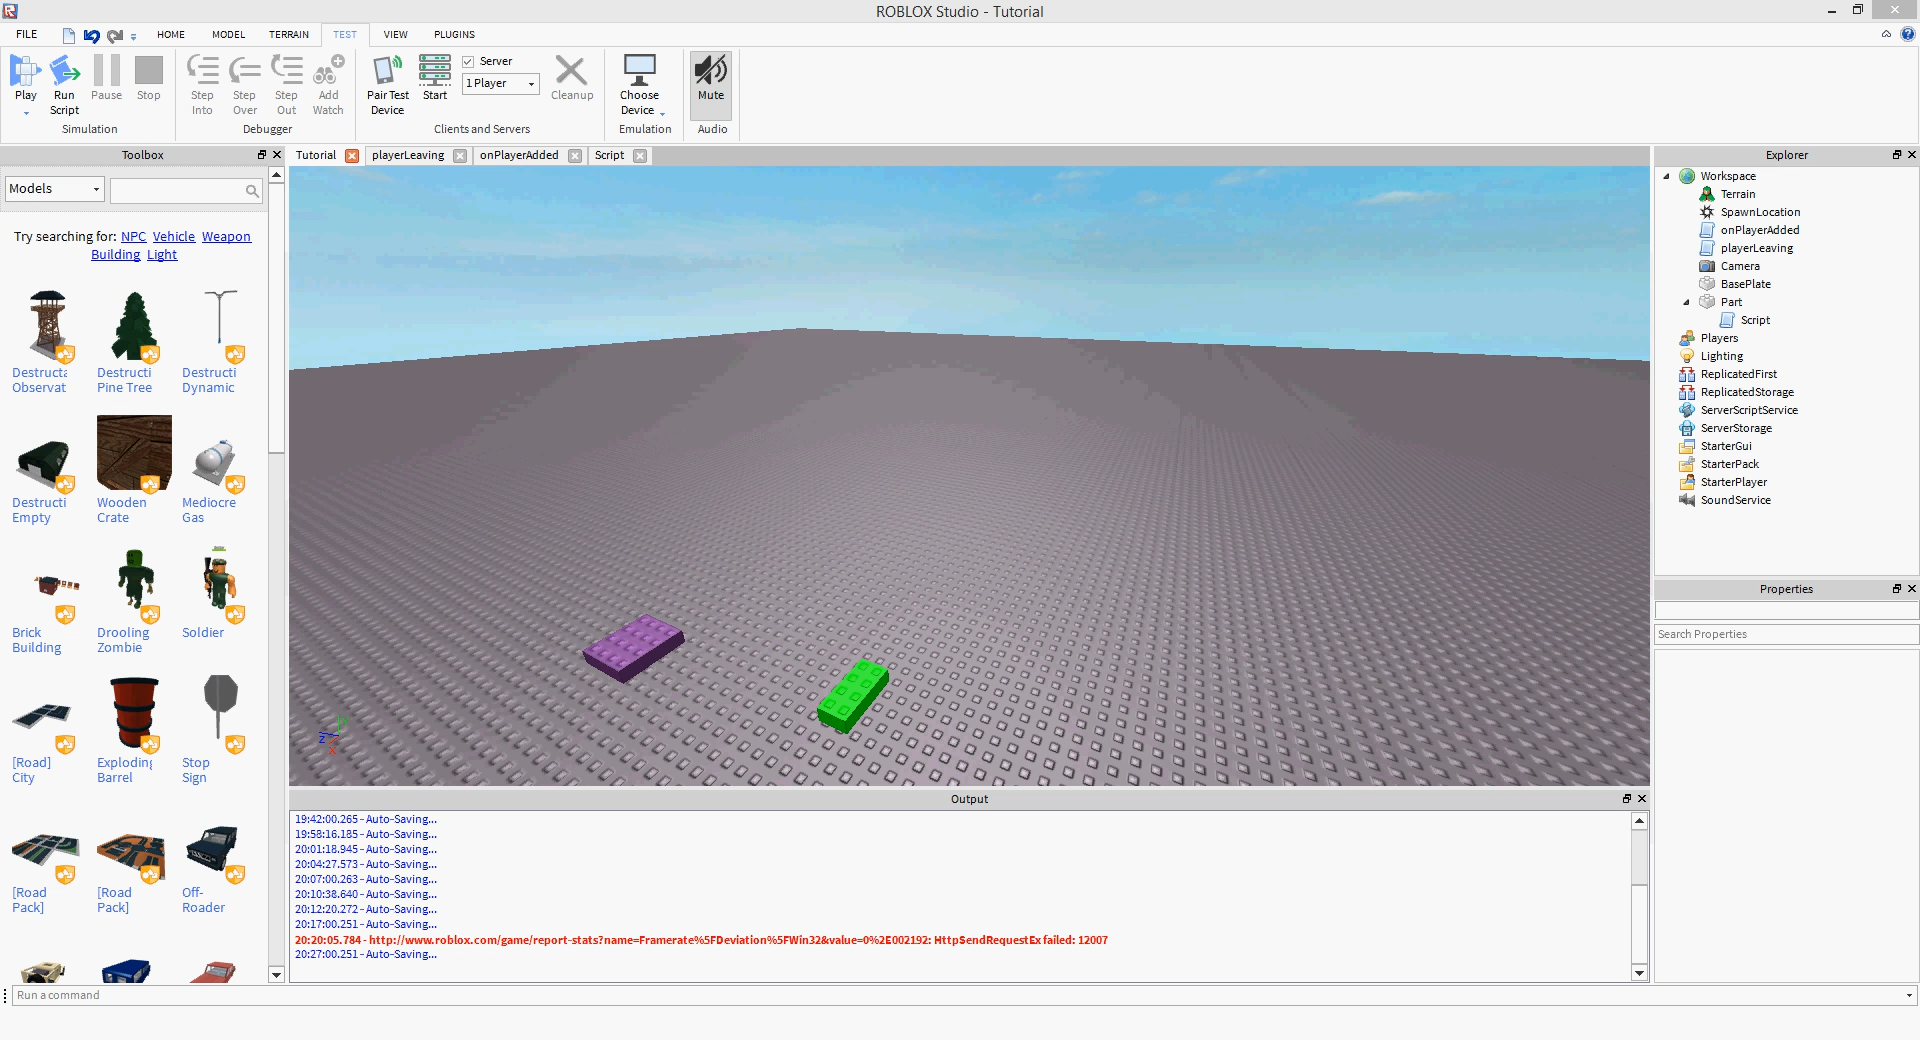 ROBLOX Studio - Tutorial
FILE HOME MODEL TERRAIN TEST VIEW PLUGINS
Play
Run Script
Pause
Stop
Simulation
Step Into
Step Over
Step Out
Add Watch
Debugger
Pair Test Device
Start
Server
1 Player
Cleanup
Clients and Servers
Choose Device
Emulation
Mute
Audio
Toolbox
Models
Try searching for: NPC Vehicle Weapon
Building Light
Destructa
Observat
Destructi
Pine Tree
Destructi
Dynamic
Destructi
Empty
Wooden
Crate
Mediocre
Gas
Brick
Building
Drooling
Zombie
Soldier
[Road]
City
Exploding
Barrel
Stop
Sign
[Road
Pack]
[Road
Pack]
Off-
Roader
Tutorial playerLeaving onPlayerAdded Script
Z
X
Output
19:42:00.265 - Auto-Saving...
19:58:16.185 - Auto-Saving...
20:01:18.945 - Auto-Saving...
20:04:27.573 - Auto-Saving...
20:07:00.263 - Auto-Saving...
20:10:38.640 - Auto-Saving...
20:12:20.272 - Auto-Saving...
20:17:00.251 - Auto-Saving...
20:20:05.784 - http://www.roblox.com/game/report-stats?name=Framerate%5FDeviation%5FWin32&value=0%2E002192: HttpSendRequestEx failed: 12007
20:27:00.251 - Auto-Saving...
Explorer
Workspace
Terrain
SpawnLocation
onPlayerAdded
playerLeaving
Camera
BasePlate
Part
Script
Players
Lighting
ReplicatedFirst
ReplicatedStorage
ServerScriptService
ServerStorage
StarterGui
StarterPack
StarterPlayer
SoundService
Properties
Search Properties
Run a command